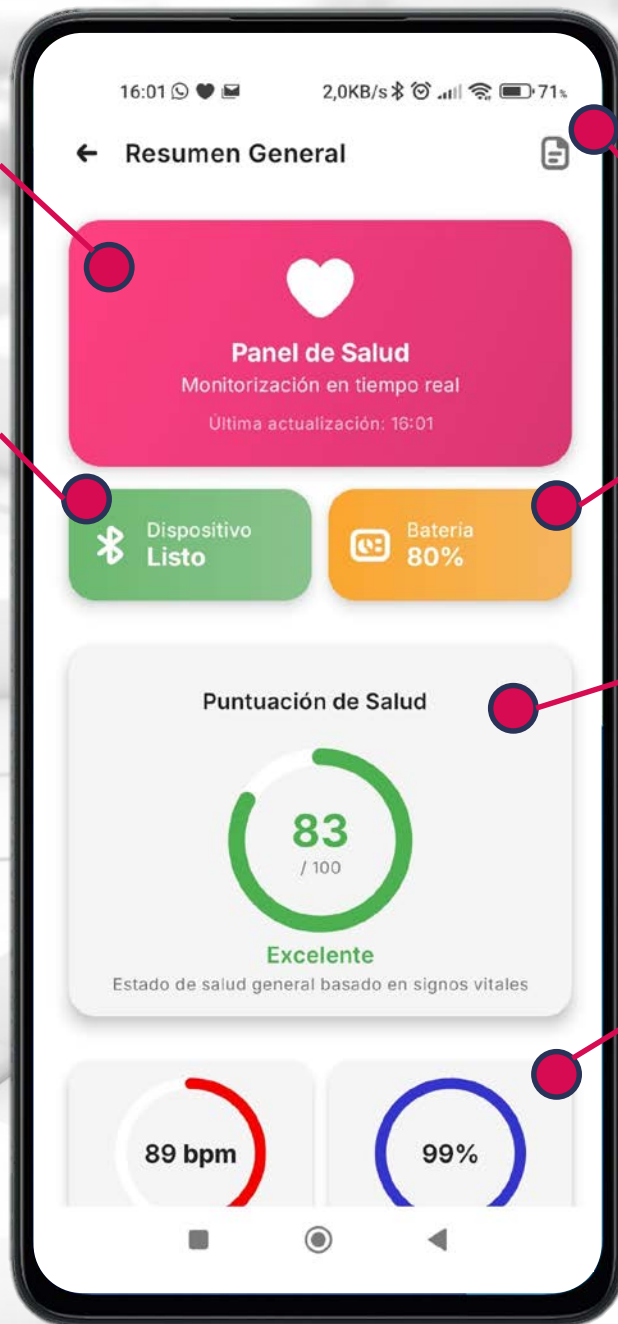 16:01 2,0KB/s 71%
Resumen General
Panel de Salud
Monitorización en tiempo real
Última actualización: 16:01
Dispositivo
Listo
Batería
80%
Puntuación de Salud
83
/ 100
Excelente
Estado de salud general basado en signos vitales
89 bpm
99%